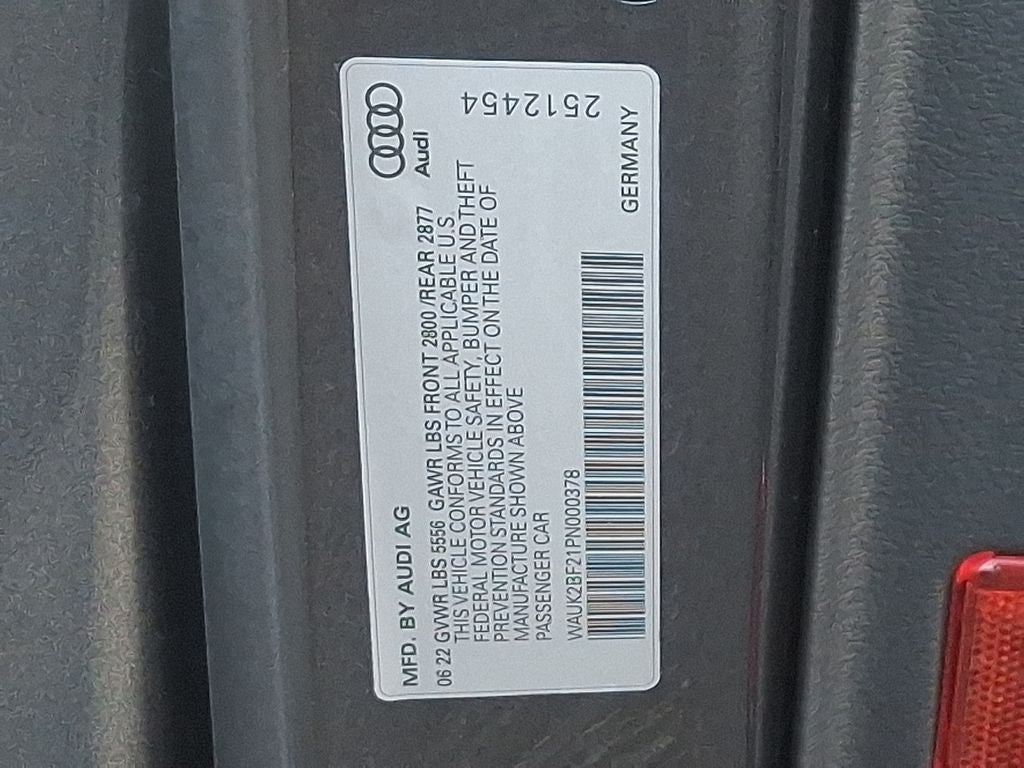 MFD. BY AUDI AG
Audi
06 22 GVWR LBS 5556 GAWR LBS FRONT 2800/REAR 2877
THIS VEHICLE CONFORMS TO ALL APPLICABLE U.S.
FEDERAL MOTOR VEHICLE SAFETY, BUMPER AND THEFT
PREVENTION STANDARDS IN EFFECT ON THE DATE OF
MANUFACTURE SHOWN ABOVE
PASSENGER CAR
WAUK2BF21PN000378
GERMANY
2512454